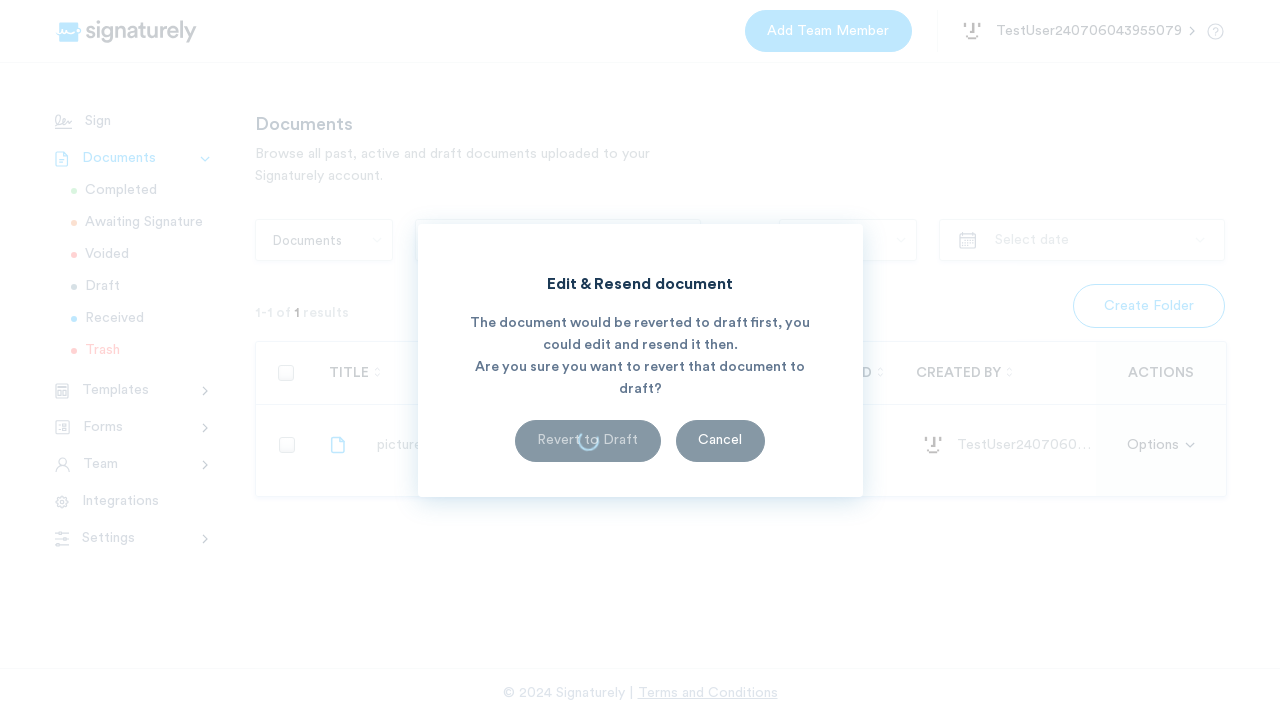 signaturely
Add Team Member
TestUser240706043955079
Sign
Documents
Completed
Awaiting Signature
Voided
Draft
Received
Trash
Templates
Forms
Team
Integrations
Settings
Documents
Browse all past, active and draft documents uploaded to your
Signaturely account.
Documents
Select date
1-1 of 1 results
Create Folder
TITLE
CREATED BY
ACTIONS
picture
TestUser2407060...
Options
Edit & Resend document
The document would be reverted to draft first, you
could edit and resend it then.
Are you sure you want to revert that document to
draft?
Revert to Draft
Cancel
© 2024 Signaturely | Terms and Conditions